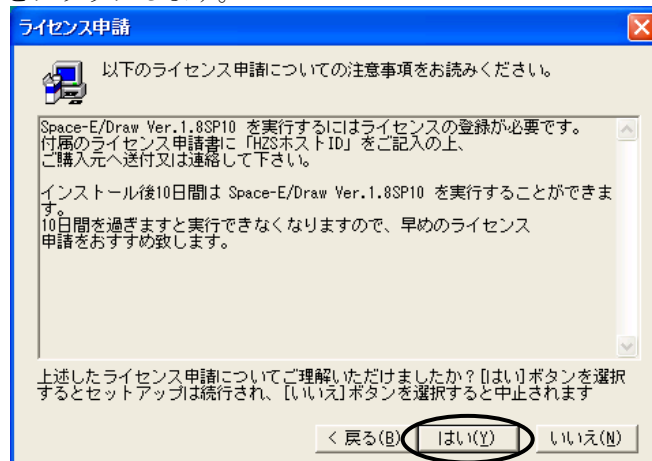 ライセンス申請
以下のライセンス申請についての注意事項をお読みください。
Space-E/Draw Ver.1.8SP10 を実行するにはライセンスの登録が必要です。
付属のライセンス申請書に「HZSホストID」をご記入の上、
ご購入元へ送付又は連絡して下さい。
インストール後10日間は Space-E/Draw Ver.1.8SP10 を実行することができま
す。
10日間を過ぎますと実行できなくなりますので、早めのライセンス
申請をおすすめ致します。
上述したライセンス申請についてご理解いただけましたか？[はい]ボタンを選択
するとセットアップは続行され、[いいえ]ボタンを選択すると中止されます
< 戻る(B)
はい(Y)
いいえ(N)